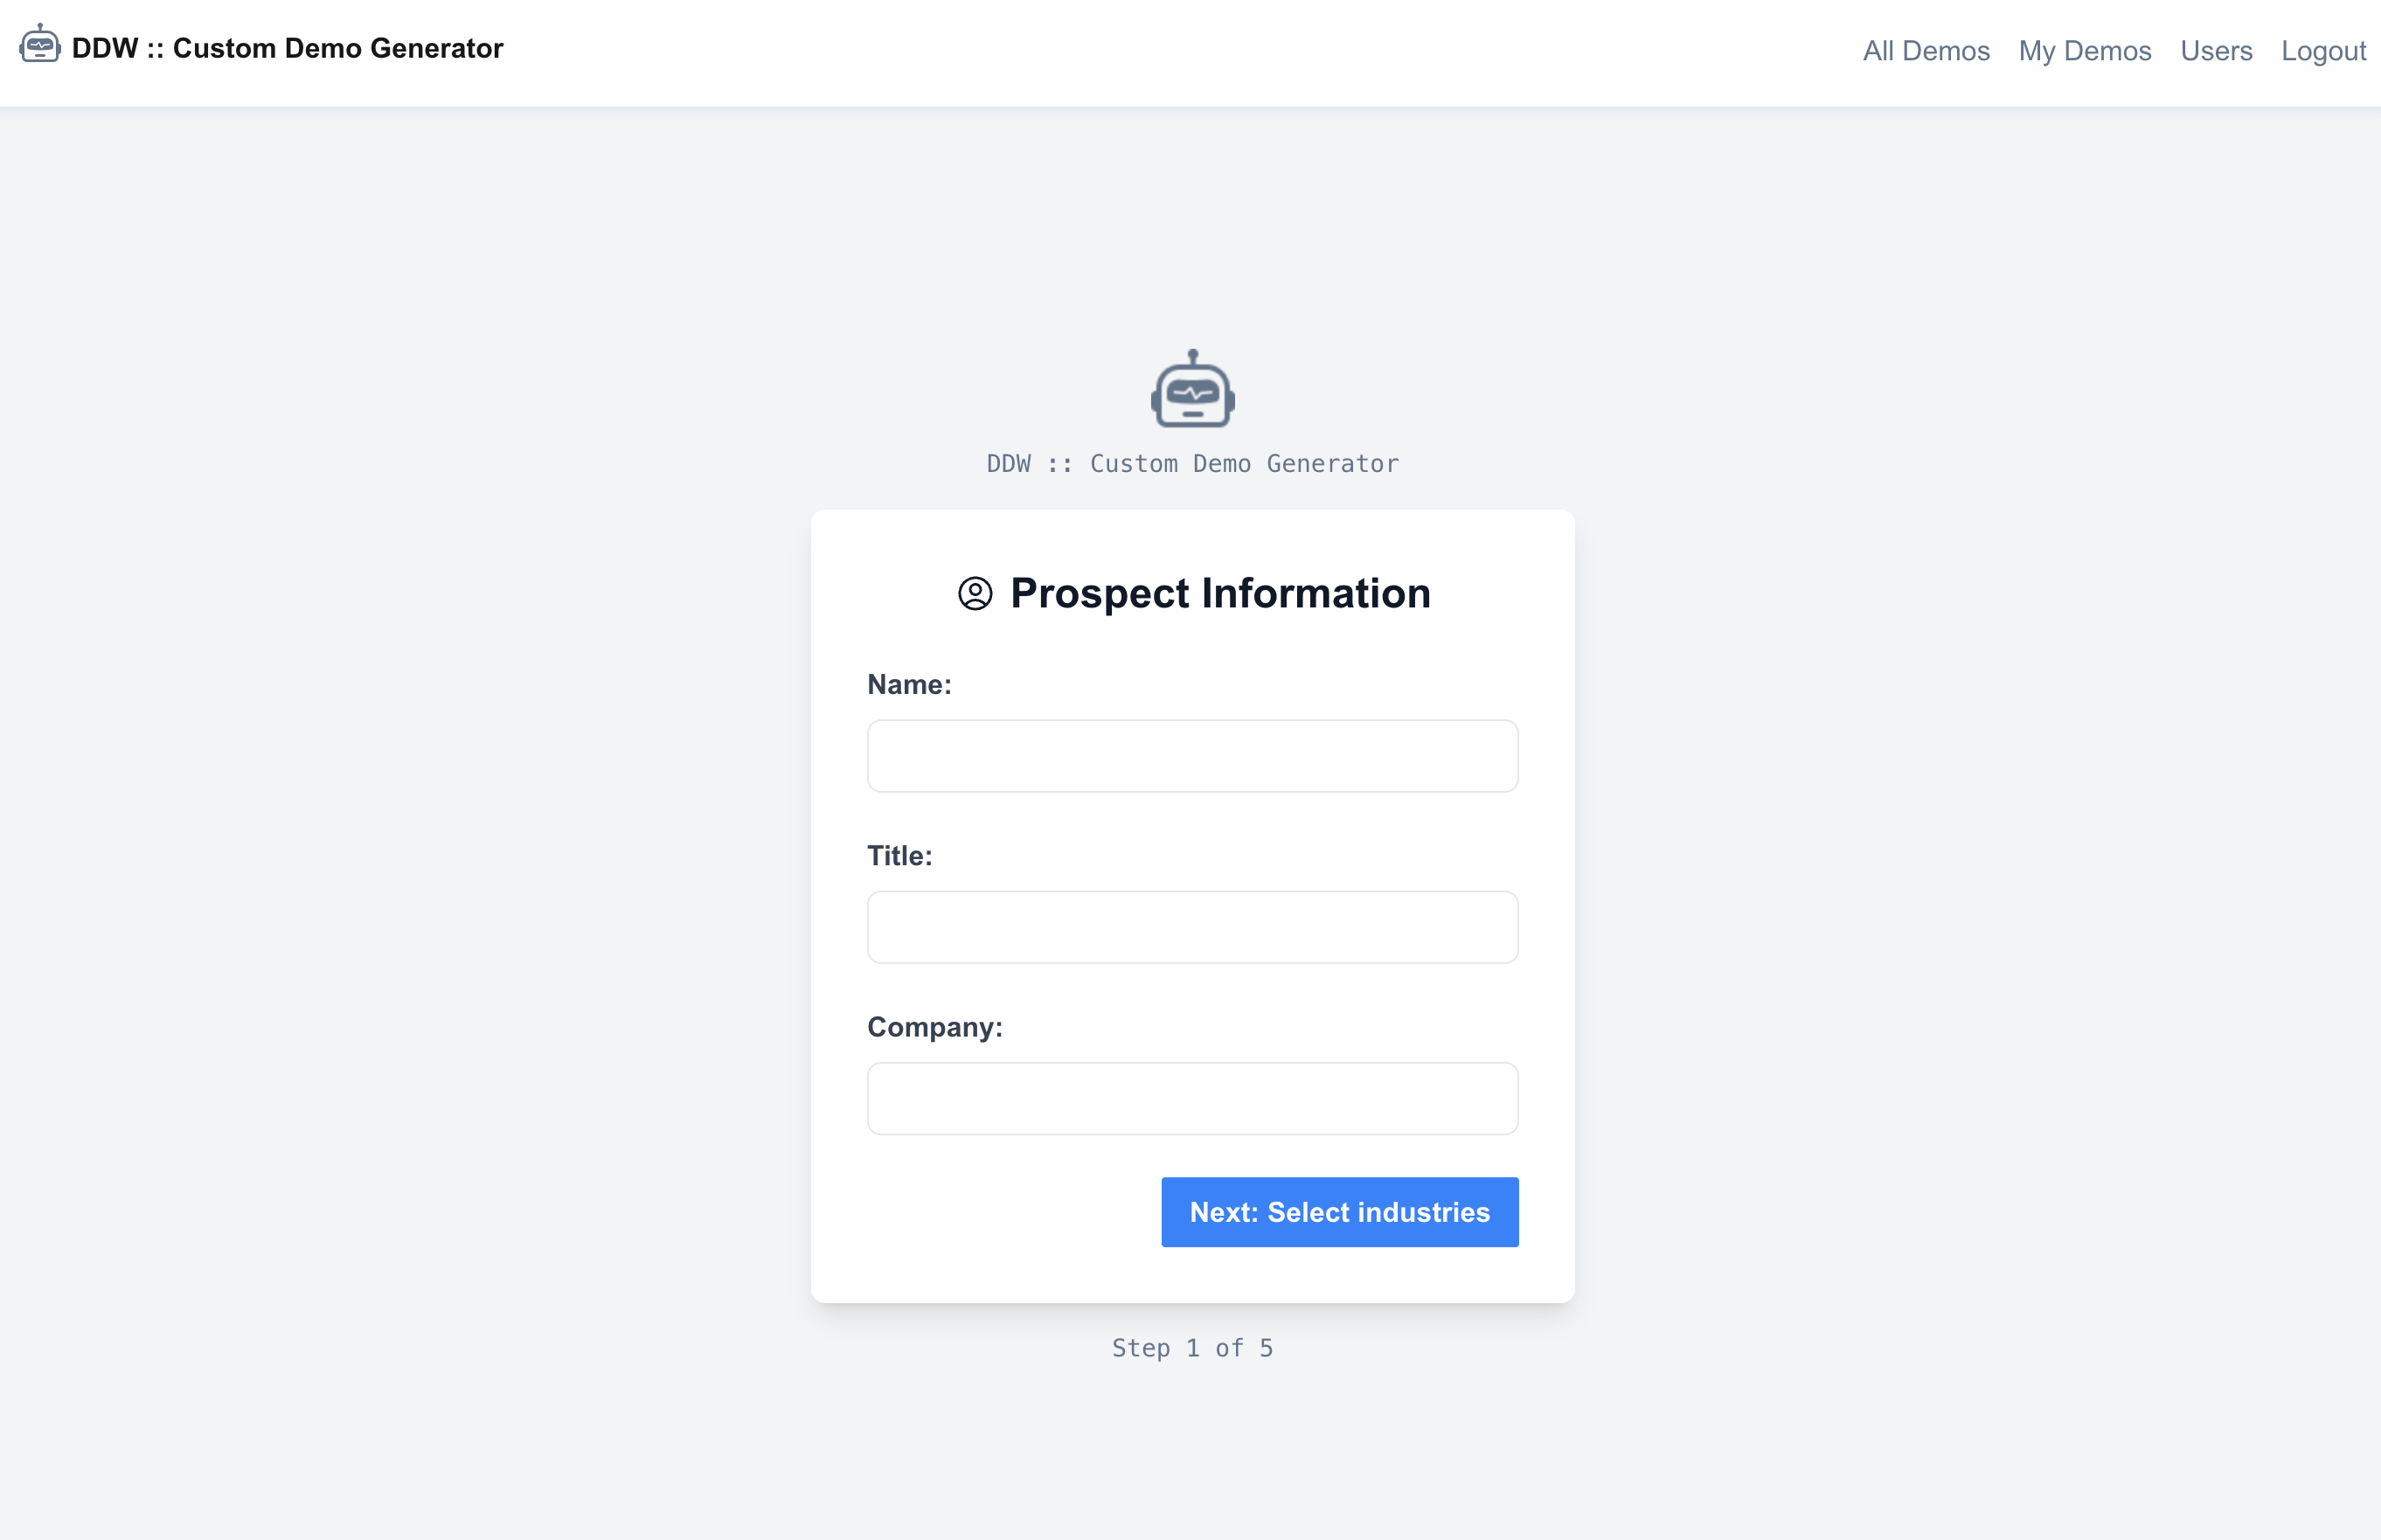 DDW :: Custom Demo Generator
All Demos My Demos Users Logout
DDW :: Custom Demo Generator
Prospect Information
Name:
Title:
Company:
Next: Select industries
Step 1 of 5